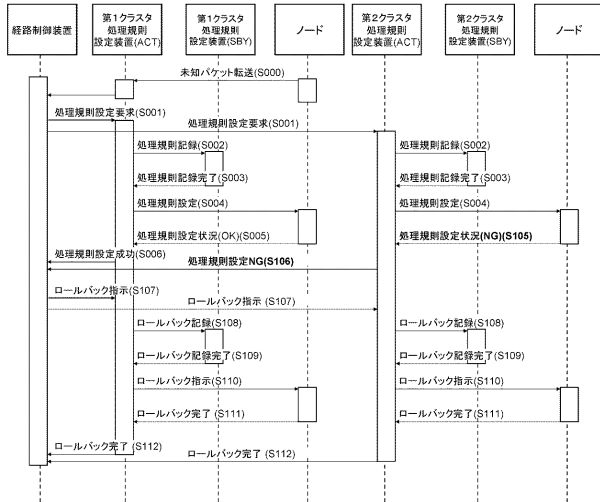 経路制御装置
第1クラスタ
処理規則
設定装置(ACT)
第1クラスタ
処理規則
設定装置(SBY)
ノード
第2クラスタ
処理規則
設定装置(ACT)
第2クラスタ
処理規則
設定装置(SBY)
ノード
未知パケット転送(S000)
処理規則設定要求(S001)
処理規則設定要求(S001)
処理規則記録(S002)
処理規則記録(S002)
処理規則記録完了(S003)
処理規則記録完了(S003)
処理規則設定(S004)
処理規則設定(S004)
処理規則設定状況(OK)(S005)
処理規則設定状況(NG)(S105)
処理規則設定成功(S006)
処理規則設定NG(S106)
ロールバック指示(S107)
ロールバック指示 (S107)
ロールバック記録(S108)
ロールバック記録(S108)
ロールバック記録完了(S109)
ロールバック記録完了(S109)
ロールバック指示(S110)
ロールバック指示(S110)
ロールバック完了 (S111)
ロールバック完了 (S111)
ロールバック完了 (S112)
ロールバック完了 (S112)